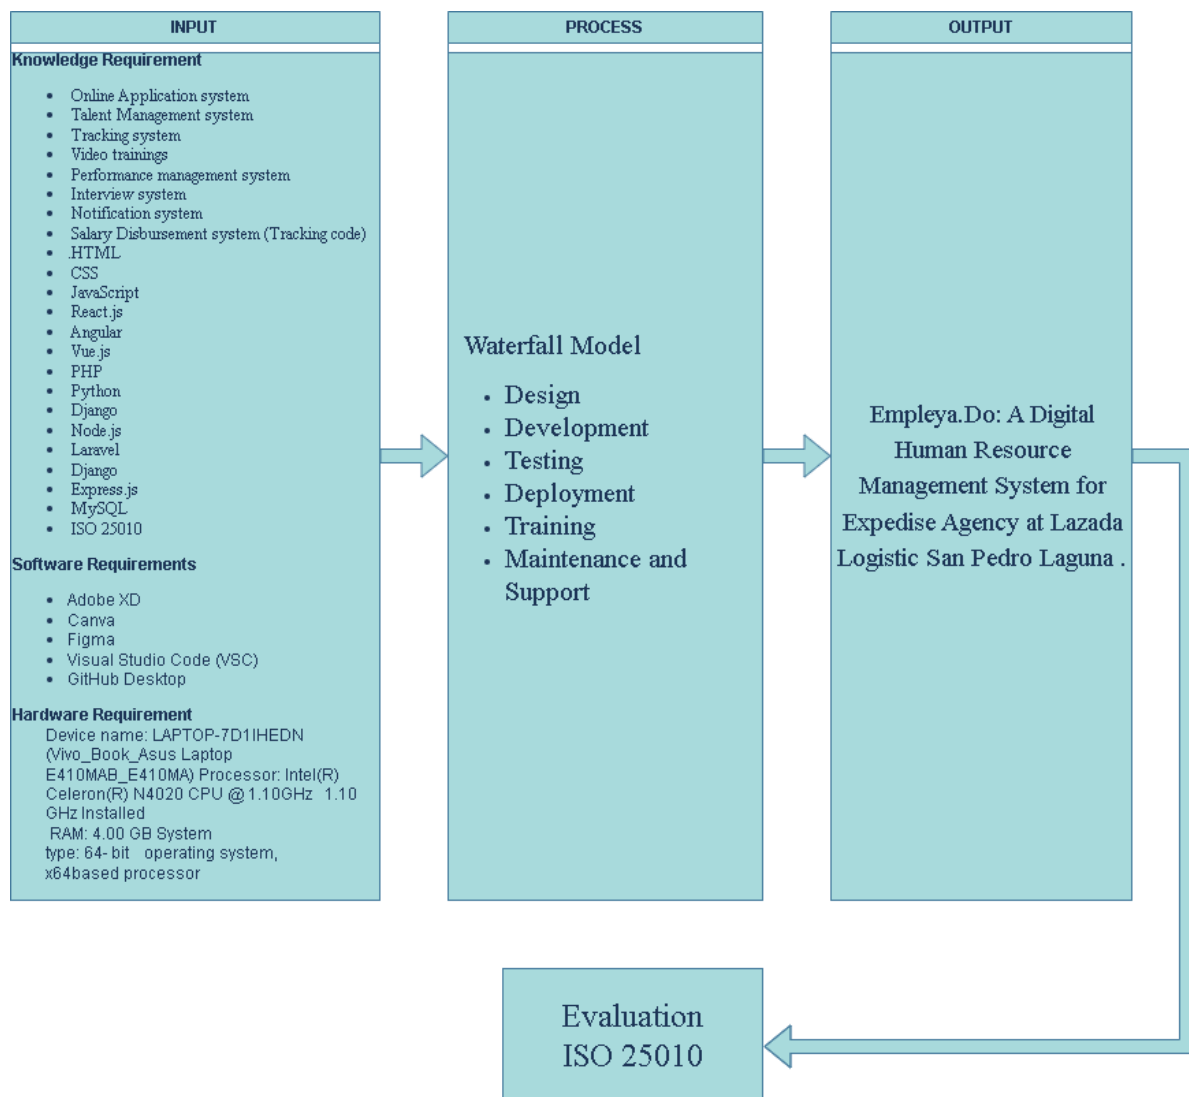 INPUT
Knowledge Requirement
• Online Application system
• Talent Management system
• Tracking system
• Video trainings
• Performance management system
• Interview system
• Notification system
• Salary Disbursement system (Tracking code)
• .HTML
• CSS
• JavaScript
• React.js
• Angular
• Vue.js
• PHP
• Python
• Django
• Node.js
• Laravel
• Django
• Express.js
• MySQL
• ISO 25010
Software Requirements
• Adobe XD
• Canva
• Figma
• Visual Studio Code (VSC)
• GitHub Desktop
Hardware Requirement
Device name: LAPTOP-7D1IHEDN
(Vivo_Book_Asus Laptop
E410MAB_E410MA) Processor: Intel(R)
Celeron(R) N4020 CPU @ 1.10GHz 1.10
GHz Installed
RAM: 4.00 GB System
type: 64- bit operating system,
x64based processor
PROCESS
Waterfall Model
• Design
• Development
• Testing
• Deployment
• Training
• Maintenance and
Support
OUTPUT
Empleya.Do: A Digital
Human Resource
Management System for
Expedise Agency at Lazada
Logistic San Pedro Laguna .
Evaluation
ISO 25010